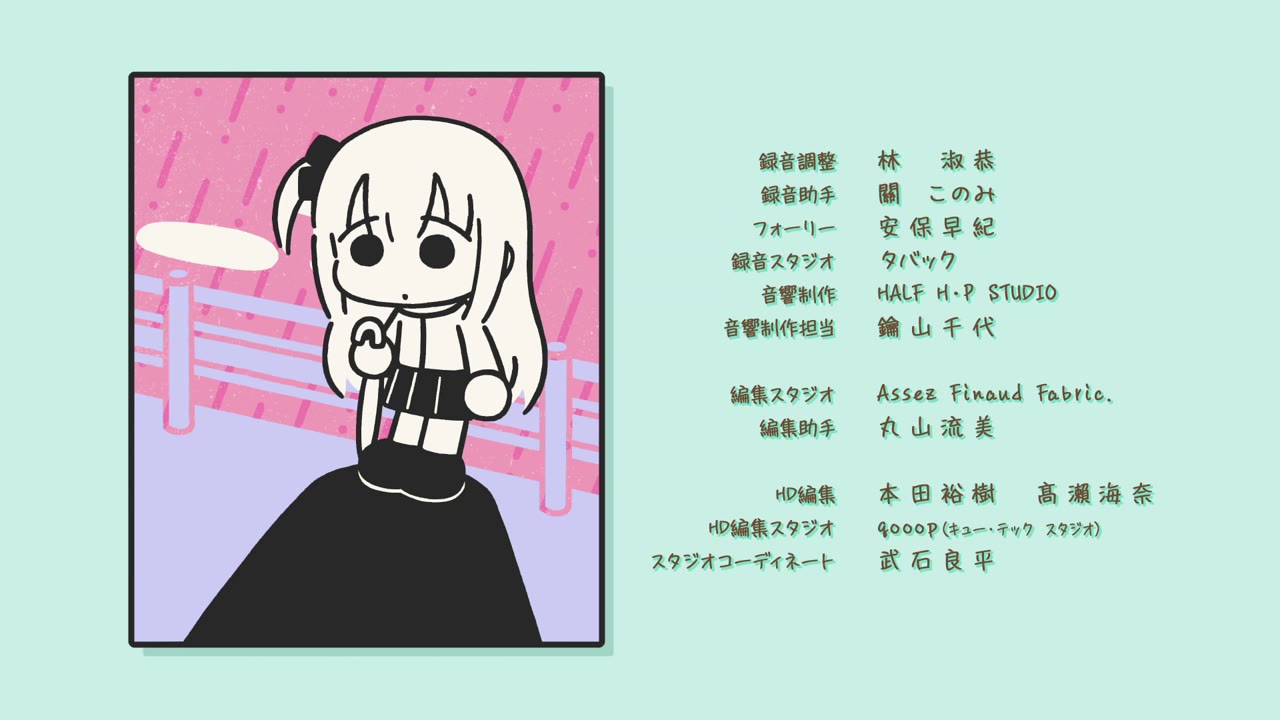 録音調整 林 淑恭
録音助手 關 このみ
フォーリー 安保早紀
録音スタジオ タバック
音響制作 HALF H・P STUDIO
音響制作担当 鑰山千代
編集スタジオ Assez Finaud Fabric.
編集助手 丸山流美
HD編集 本田裕樹 髙瀨海奈
HD編集スタジオ qooop(キュー・テック スタジオ)
スタジオコーディネート 武石良平